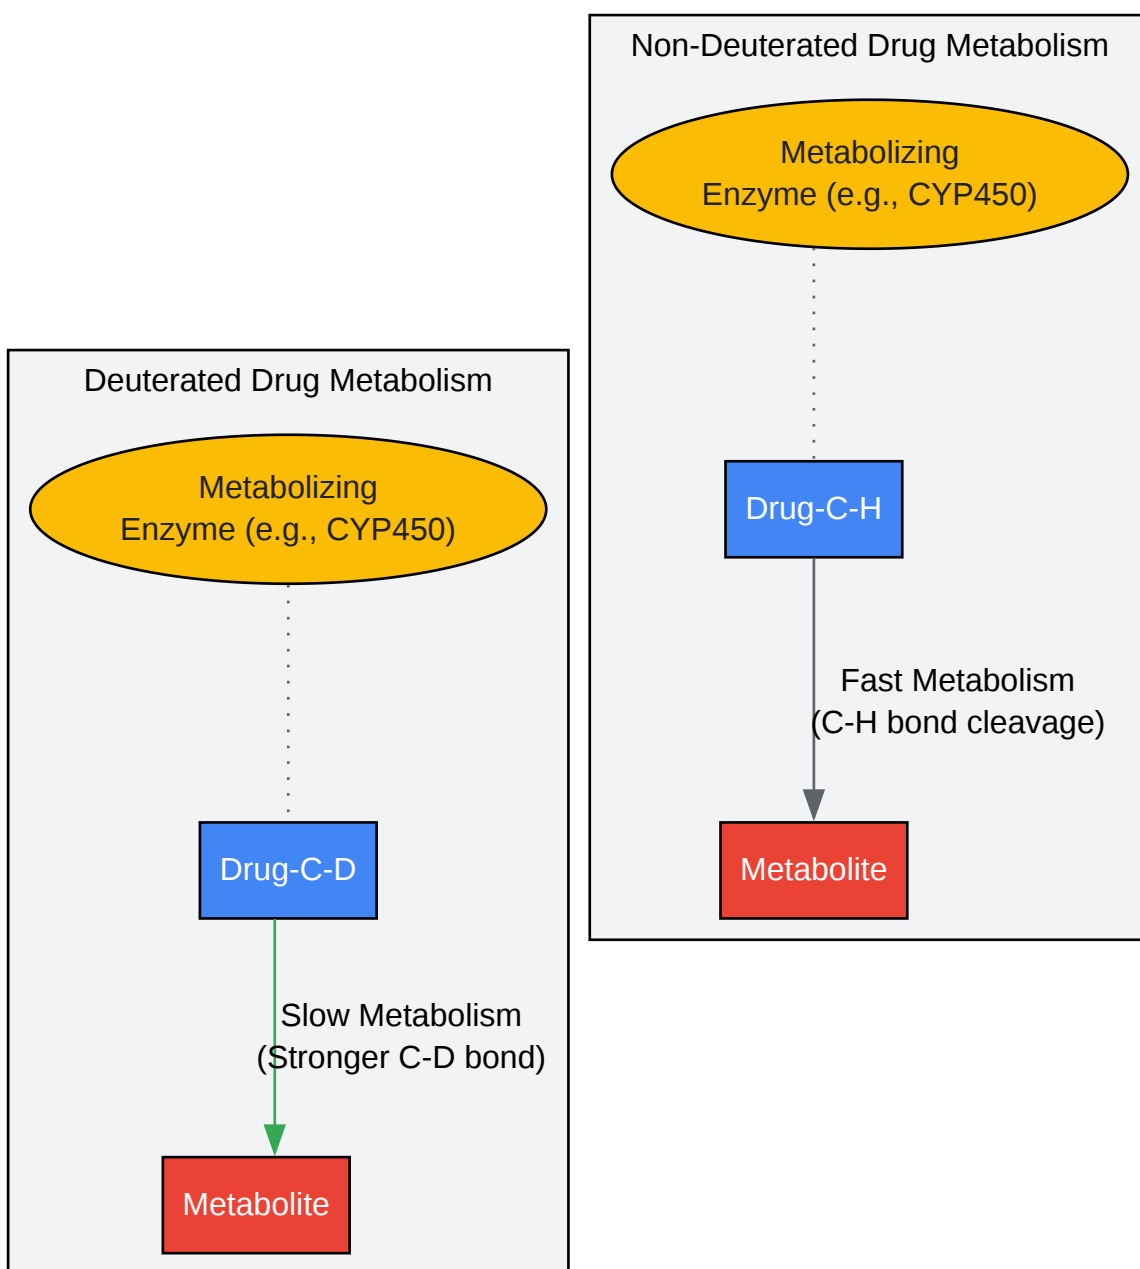 Non-Deuterated Drug Metabolism
Metabolizing
Enzyme (e.g., CYP450)
Drug-C-H
Fast Metabolism
(C-H bond cleavage)
Metabolite
Deuterated Drug Metabolism
Metabolizing
Enzyme (e.g., CYP450)
Drug-C-D
Slow Metabolism
(Stronger C-D bond)
Metabolite